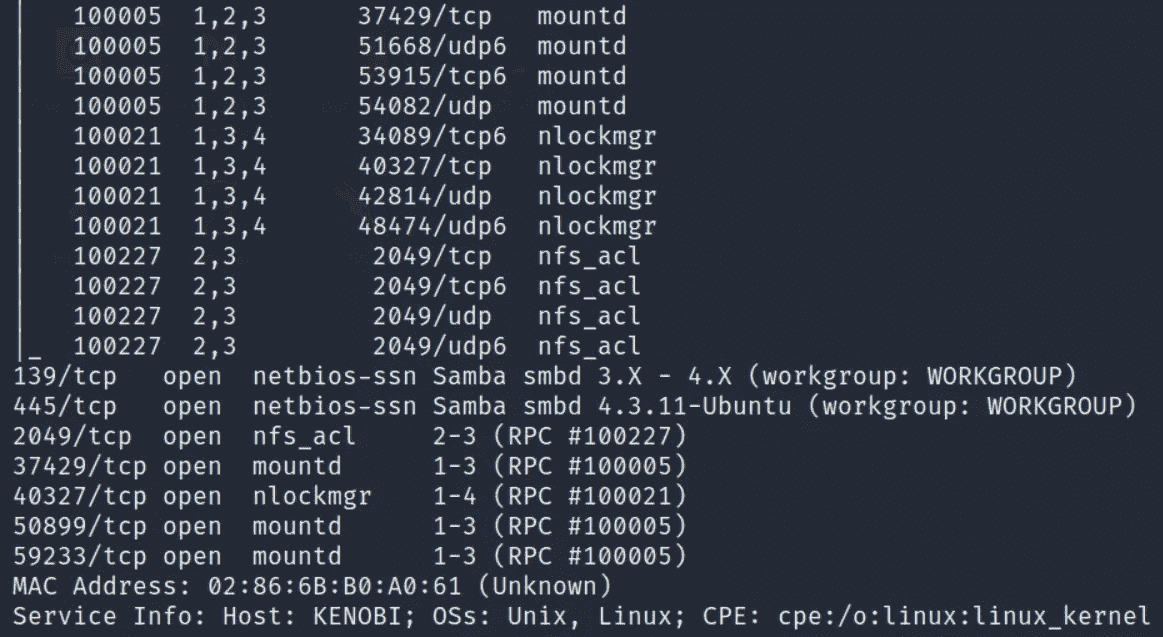 |   100005  1,2,3      37429/tcp   mountd
|   100005  1,2,3      51668/udp6  mountd
|   100005  1,2,3      53915/tcp6  mountd
|   100005  1,2,3      54082/udp   mountd
|   100021  1,3,4      34089/tcp6  nlockmgr
|   100021  1,3,4      40327/tcp   nlockmgr
|   100021  1,3,4      42814/udp   nlockmgr
|   100021  1,3,4      48474/udp6  nlockmgr
|   100227  2,3         2049/tcp   nfs_acl
|   100227  2,3         2049/tcp6  nfs_acl
|   100227  2,3         2049/udp   nfs_acl
|_  100227  2,3         2049/udp6  nfs_acl
139/tcp   open  netbios-ssn Samba smbd 3.X - 4.X (workgroup: WORKGROUP)
445/tcp   open  netbios-ssn Samba smbd 4.3.11-Ubuntu (workgroup: WORKGROUP)
2049/tcp  open  nfs_acl     2-3 (RPC #100227)
37429/tcp open  mountd      1-3 (RPC #100005)
40327/tcp open  nlockmgr    1-4 (RPC #100021)
50899/tcp open  mountd      1-3 (RPC #100005)
59233/tcp open  mountd      1-3 (RPC #100005)
MAC Address: 02:86:6B:B0:A0:61 (Unknown)
Service Info: Host: KENOBI; OSs: Unix, Linux; CPE: cpe:/o:linux:linux_kernel